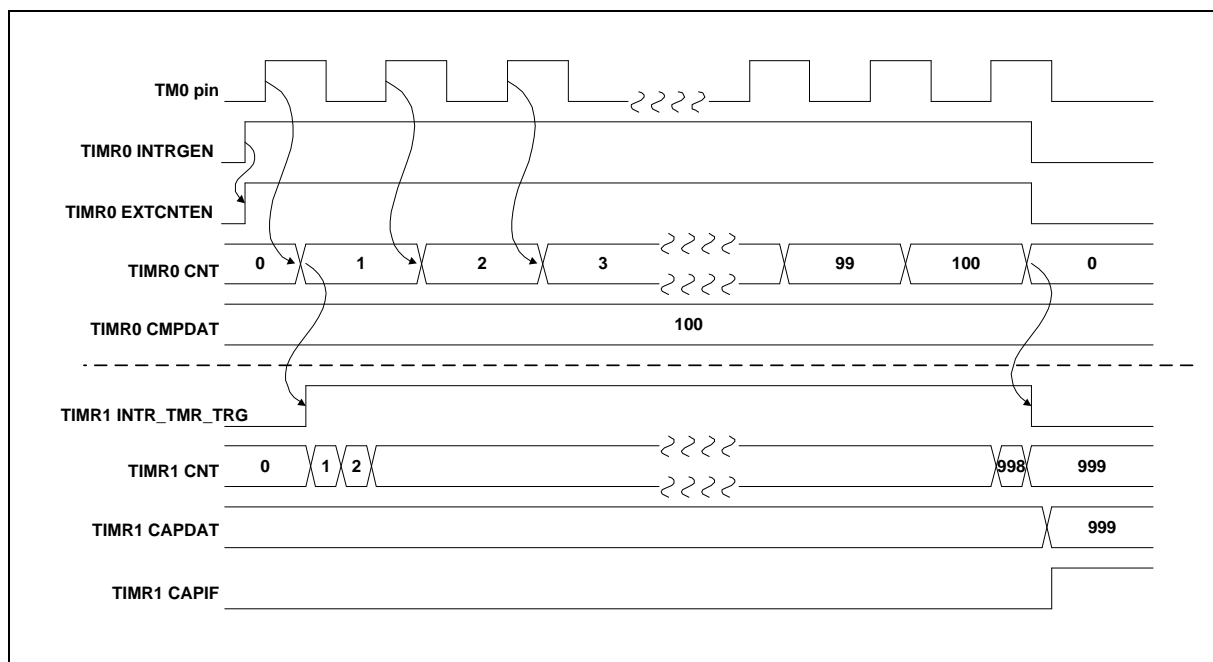 TM0 pin
TIMR0 INTRGEN
TIMR0 EXTCNTEN
TIMR0 CNT 0 1 2 3 99 100 0
TIMR0 CMPDAT 100
TIMR1 INTR_TMR_TRG
TIMR1 CNT 0 1 2 998 999
TIMR1 CAPDAT 999
TIMR1 CAPIF